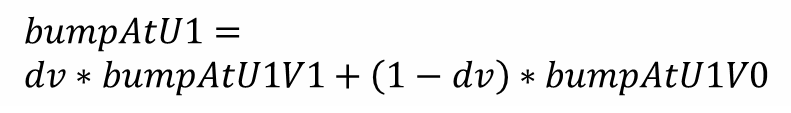 bumpAtU1 =
dv * bumpAtU1V1 + (1 − dv) * bumpAtU1V0